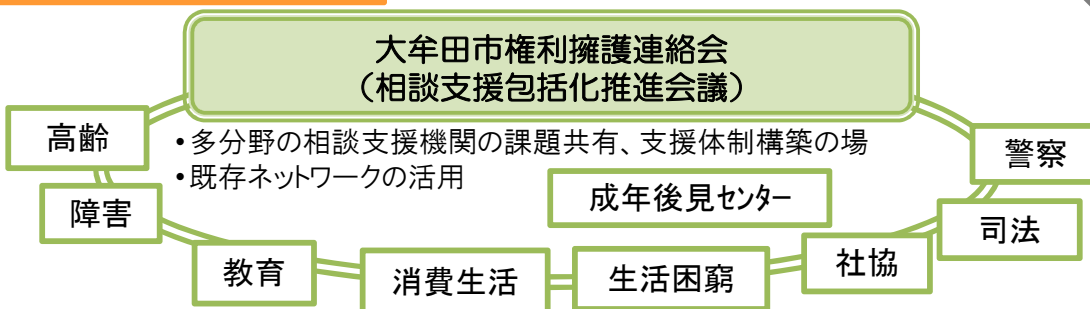 大牟田市権利擁護連絡会
（相談支援包括化推進会議）
高齢
•多分野の相談支援機関の課題共有、支援体制構築の場
•既存ネットワークの活用
警察
成年後見センター
障害
司法
教育
消費生活
生活困窮
社協